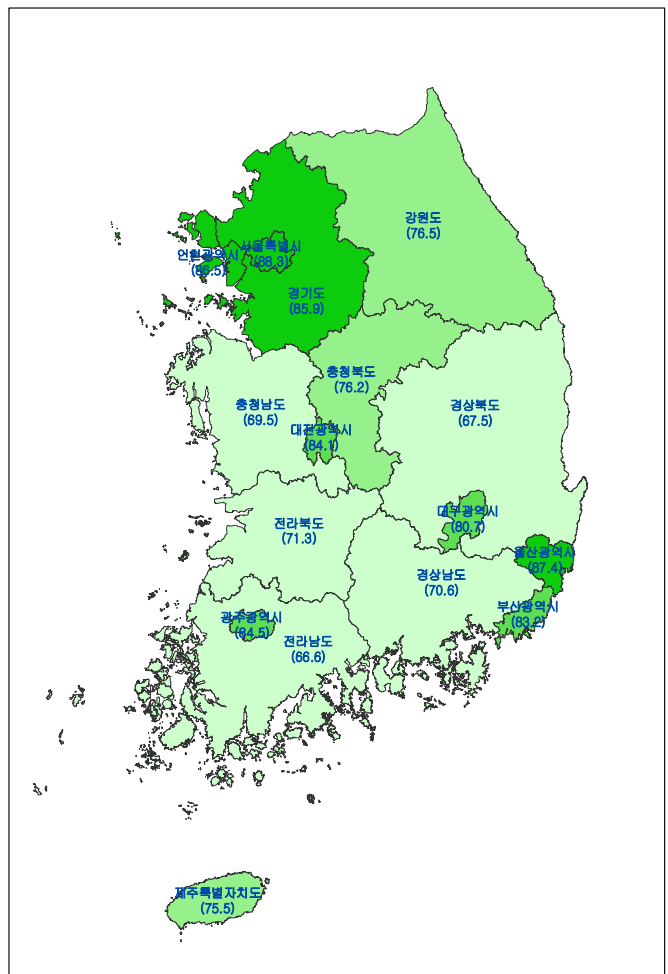 강원도
(76.5)
서울특별시
(88.3)
인천광역시
(86.5)
경기도
(85.9)
충청북도
(76.2)
충청남도
(69.5)
경상북도
(67.5)
대전광역시
(84.1)
대구광역시
(80.7)
전라북도
(71.3)
울산광역시
(87.4)
경상남도
(70.6)
부산광역시
(83.2)
광주광역시
(84.5)
전라남도
(66.6)
제주특별자치도
(75.5)